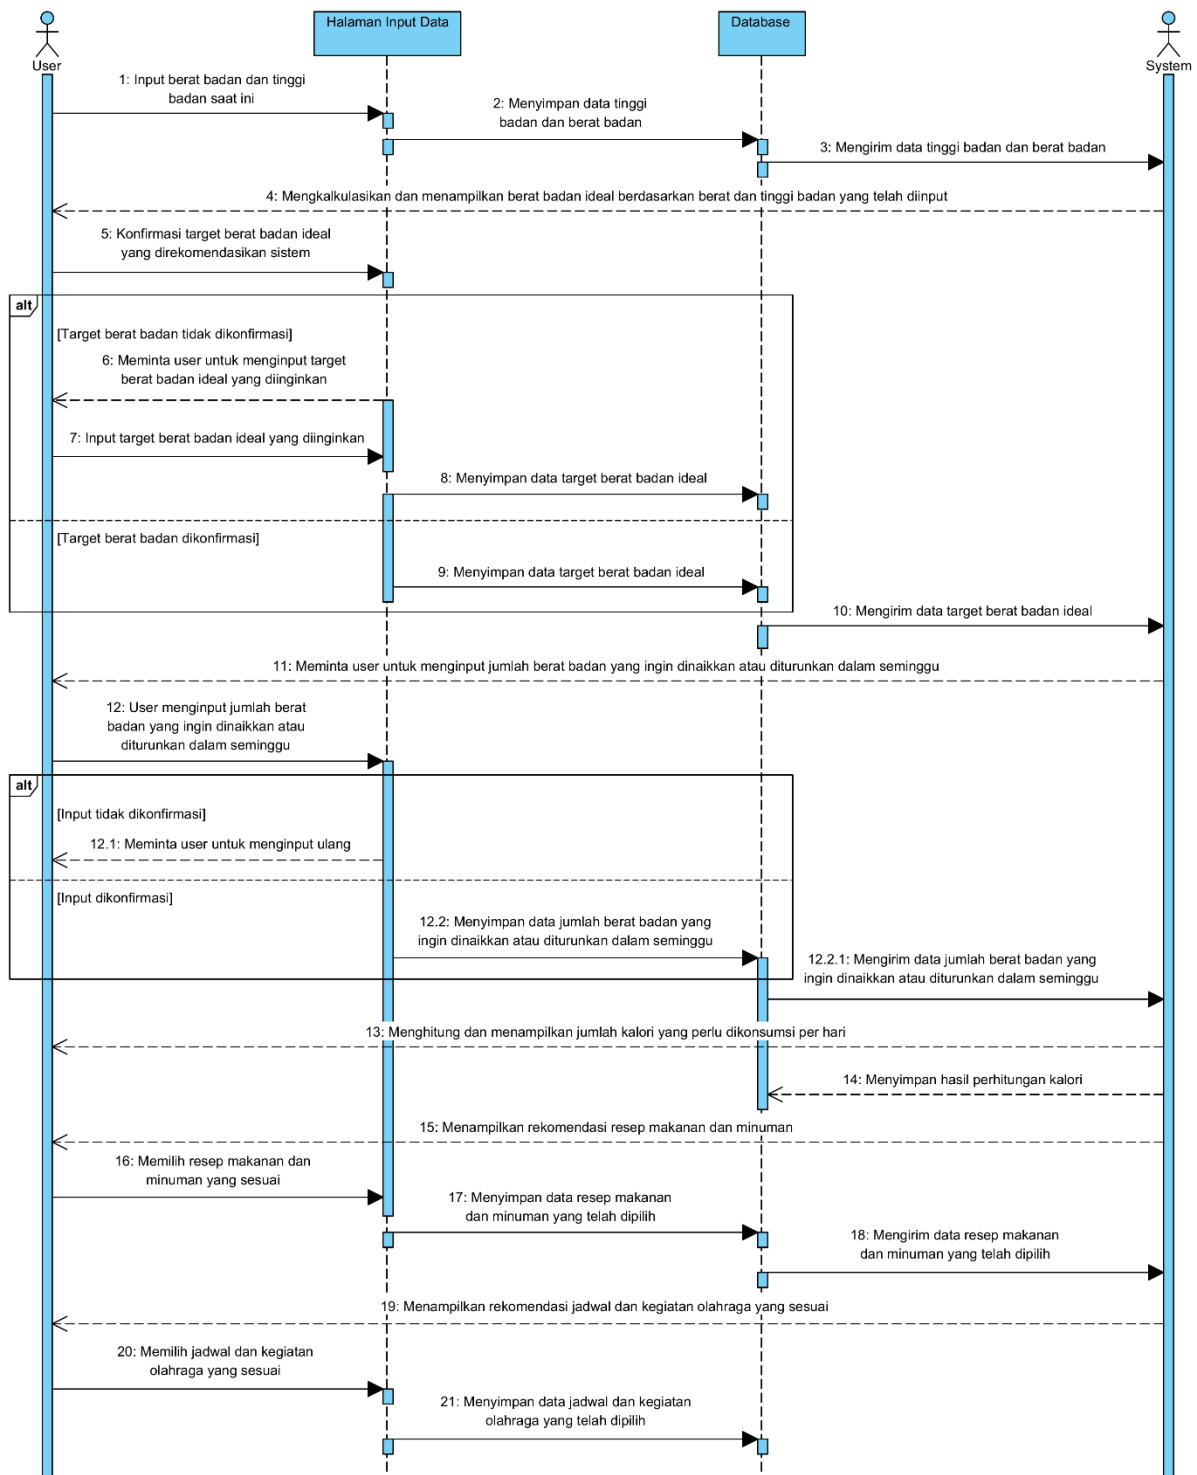 Halaman Input Data
Database
User
System
1: Input berat badan dan tinggi
badan saat ini
2: Menyimpan data tinggi
badan dan berat badan
3: Mengirim data tinggi badan dan berat badan
4: Mengkalkulasikan dan menampilkan berat badan ideal berdasarkan berat dan tinggi badan yang telah diinput
5: Konfirmasi target berat badan ideal
yang direkomendasikan sistem
alt
[Target berat badan tidak dikonfirmasi]
6: Meminta user untuk menginput target
berat badan ideal yang diinginkan
7: Input target berat badan ideal yang diinginkan
8: Menyimpan data target berat badan ideal
[Target berat badan dikonfirmasi]
9: Menyimpan data target berat badan ideal
10: Mengirim data target berat badan ideal
11: Meminta user untuk menginput jumlah berat badan yang ingin dinaikkan atau diturunkan dalam seminggu
12: User menginput jumlah berat
badan yang ingin dinaikkan atau
diturunkan dalam seminggu
alt
[Input tidak dikonfirmasi]
12.1: Meminta user untuk menginput ulang
[Input dikonfirmasi]
12.2: Menyimpan data jumlah berat badan yang
ingin dinaikkan atau diturunkan dalam seminggu
12.2.1: Mengirim data jumlah berat badan yang
ingin dinaikkan atau diturunkan dalam seminggu
13: Menghitung dan menampilkan jumlah kalori yang perlu dikonsumsi per hari
14: Menyimpan hasil perhitungan kalori
15: Menampilkan rekomendasi resep makanan dan minuman
16: Memilih resep makanan dan
minuman yang sesuai
17: Menyimpan data resep makanan
dan minuman yang telah dipilih
18: Mengirim data resep makanan
dan minuman yang telah dipilih
19: Menampilkan rekomendasi jadwal dan kegiatan olahraga yang sesuai
20: Memilih jadwal dan kegiatan
olahraga yang sesuai
21: Menyimpan data jadwal dan kegiatan
olahraga yang telah dipilih